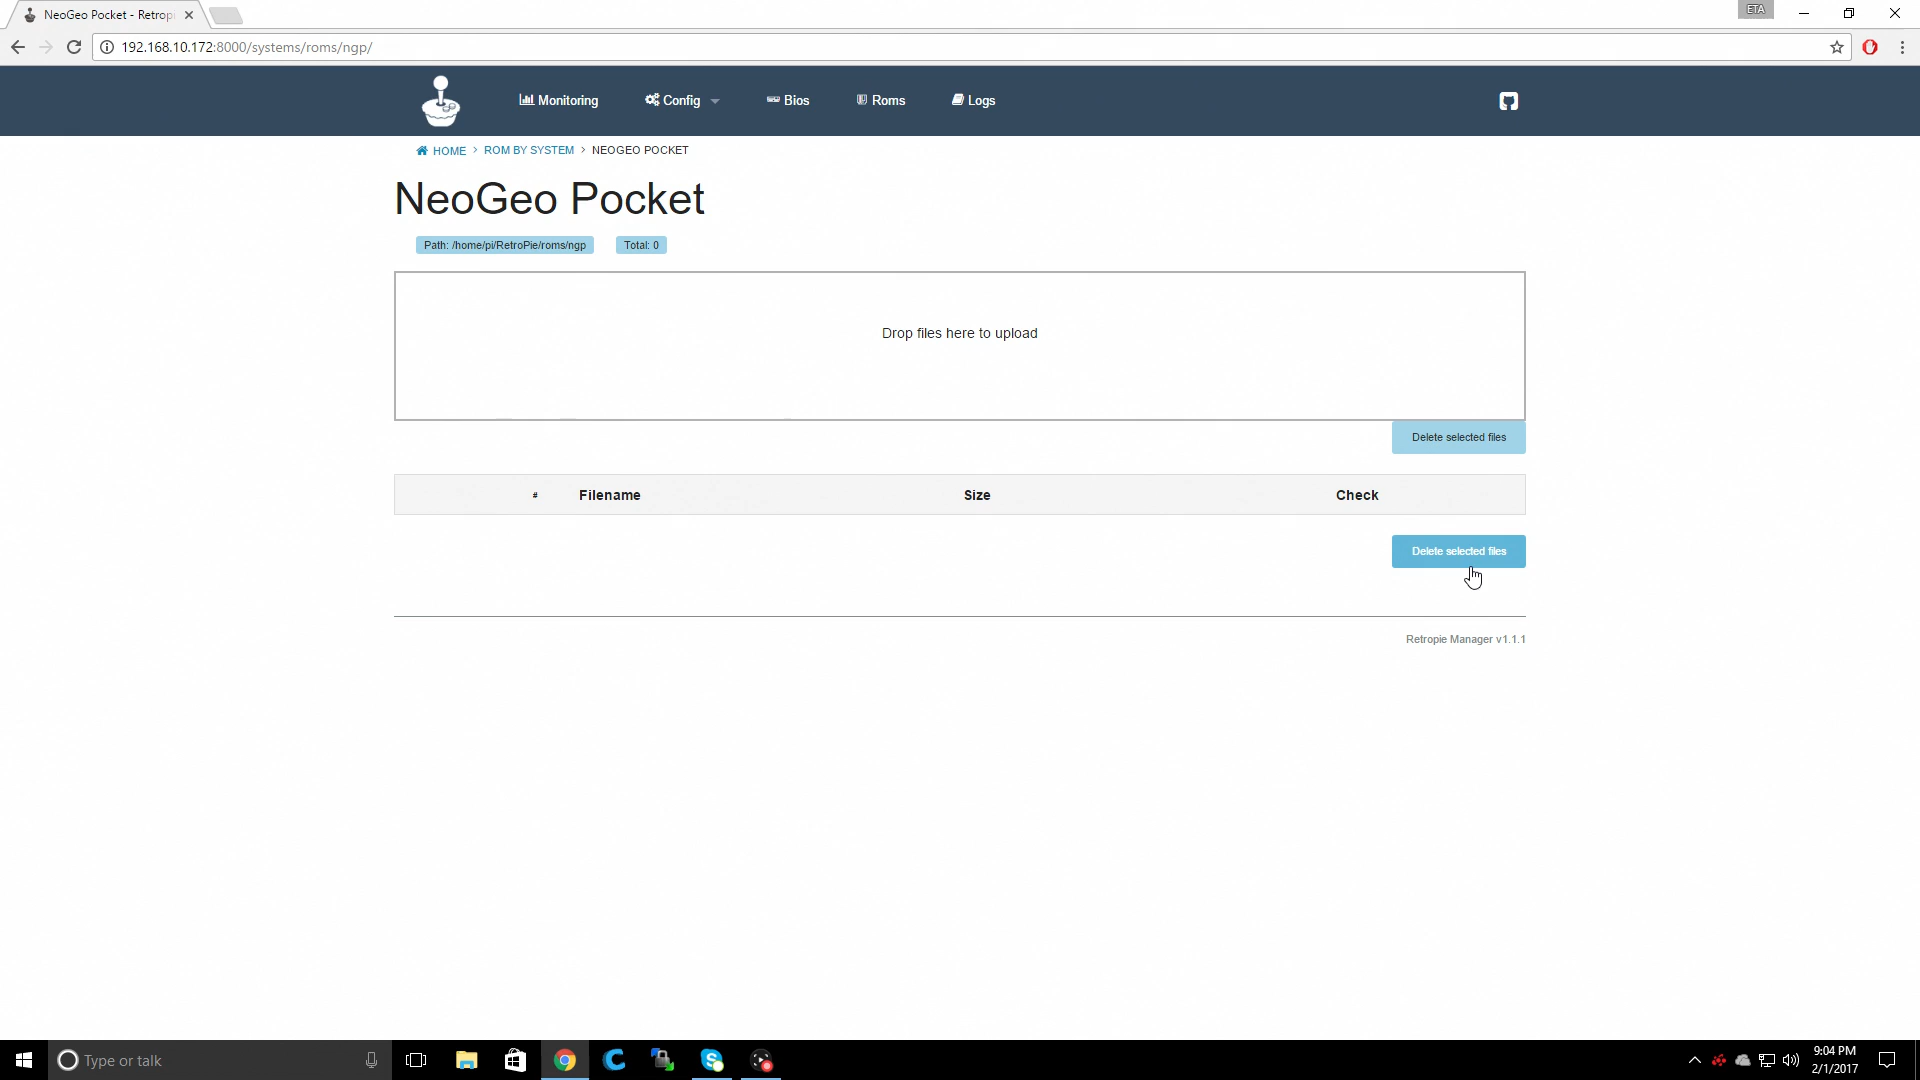 NeoGeo Pocket - Retrop
ETA
192.168.10.172:8000/systems/roms/ngp/
Monitoring
Config
Bios
Roms
Logs
HOME > ROM BY SYSTEM > NEOGEO POCKET
NeoGeo Pocket
Path: /home/pi/RetroPie/roms/ngp
Total: 0
Drop files here to upload
Delete selected files
# Filename Size Check
Delete selected files
Retropie Manager v1.1.1
Type or talk
9:04 PM
2/1/2017